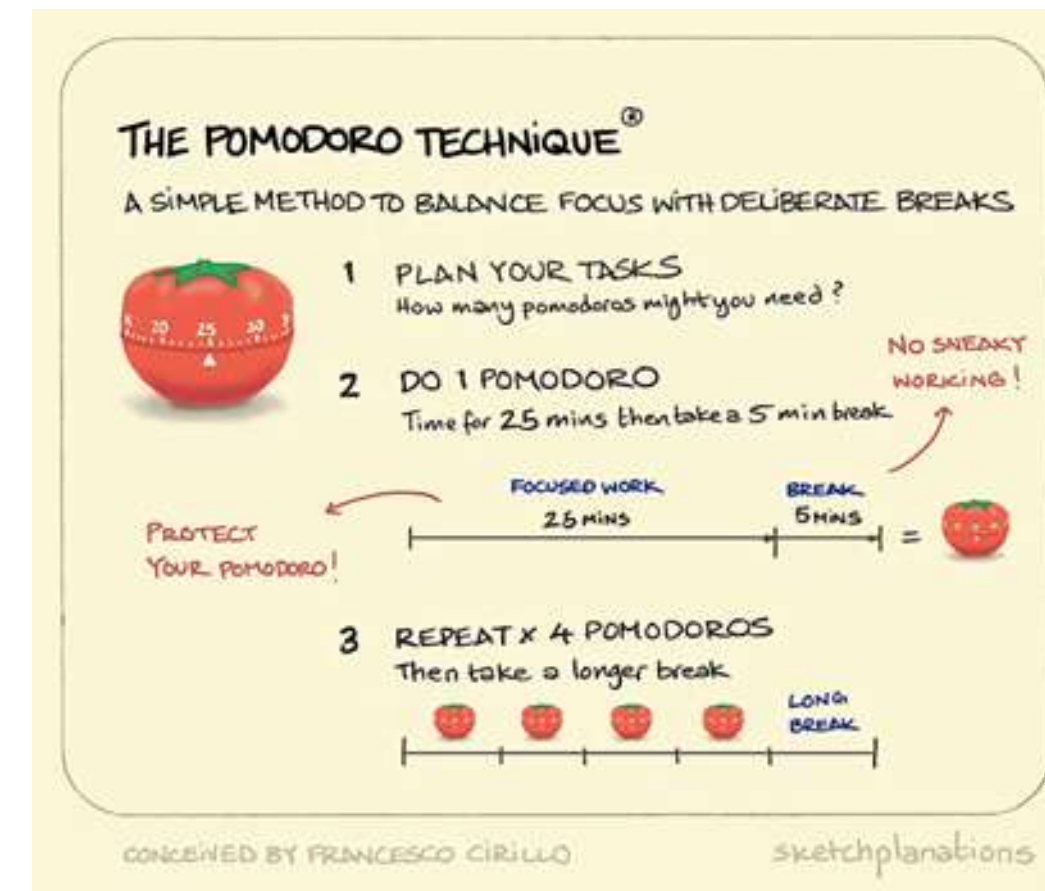 THE POMODORO TECHNIQUE®
A SIMPLE METHOD TO BALANCE FOCUS WITH DELIBERATE BREAKS
1 PLAN YOUR TASKS
How many pomodoros might you need?
20 25 30
2 DO 1 POMODORO
Time for 25 mins then take a 5 min break
NO SNEAKY
WORKING!
FOCUSED WORK
25 MINS
BREAK
5 MINS
=
PROTECT
YOUR POMODORO!
3 REPEAT x 4 POMODOROS
Then take a longer break
LONG
BREAK
CONCEIVED BY FRANCESCO CIRILLO
sketchplanations